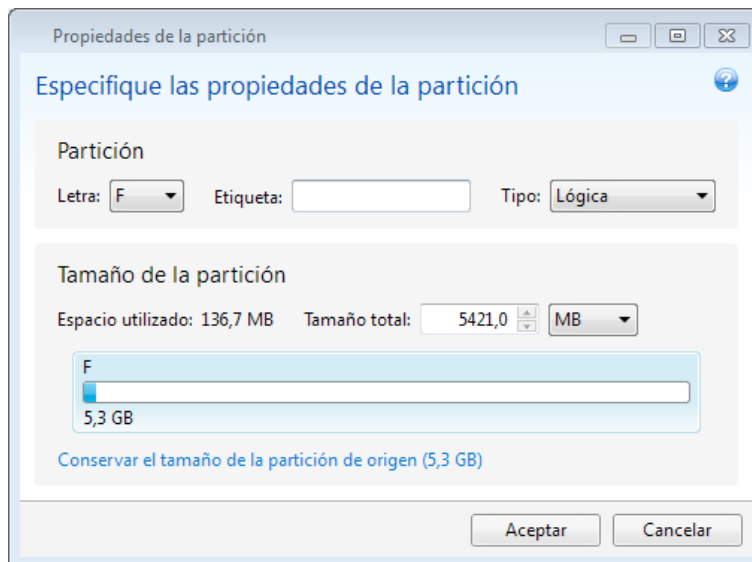 Propiedades de la partición
Especifique las propiedades de la partición
Partición
Letra: F Etiqueta: Tipo: Lógica
Tamaño de la partición
Espacio utilizado: 136,7 MB Tamaño total: 5421,0 MB
F
5,3 GB
Conservar el tamaño de la partición de origen (5,3 GB)
Aceptar Cancelar